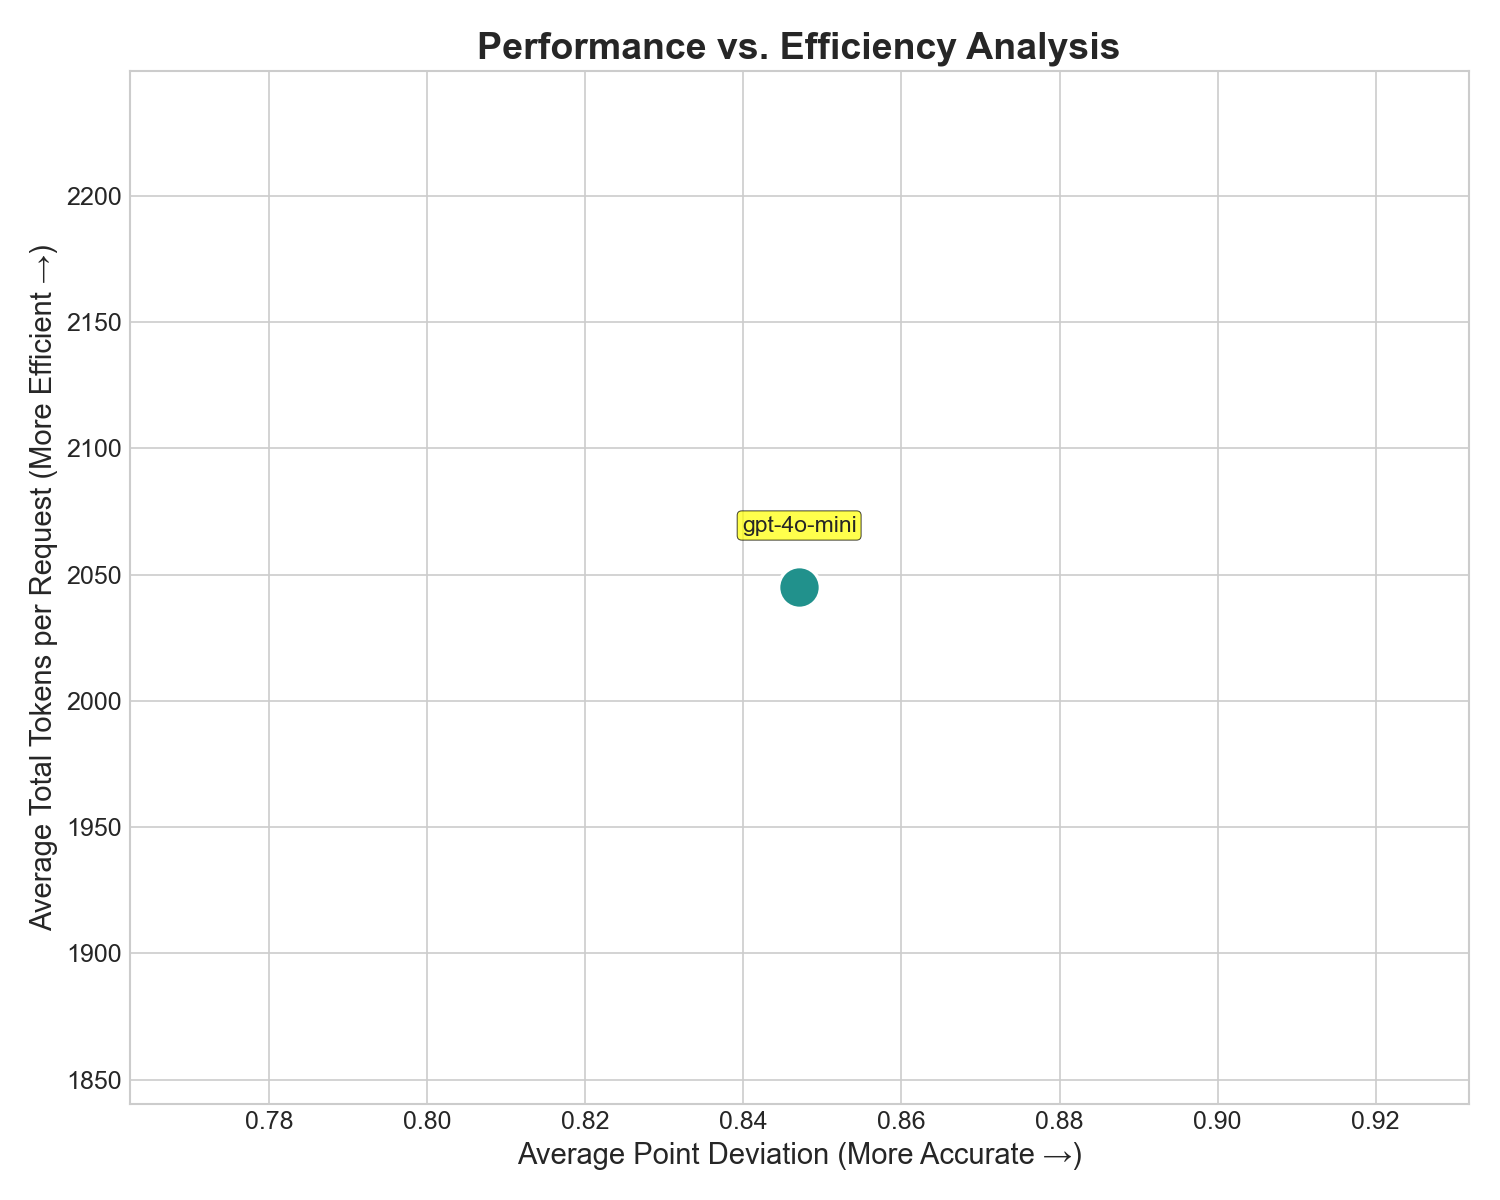 Performance vs. Efficiency Analysis
Average Total Tokens per Request (More Efficient →)
2200
2150
2100
2050
2000
1950
1900
1850
gpt-4o-mini
0.78 0.80 0.82 0.84 0.86 0.88 0.90 0.92
Average Point Deviation (More Accurate →)